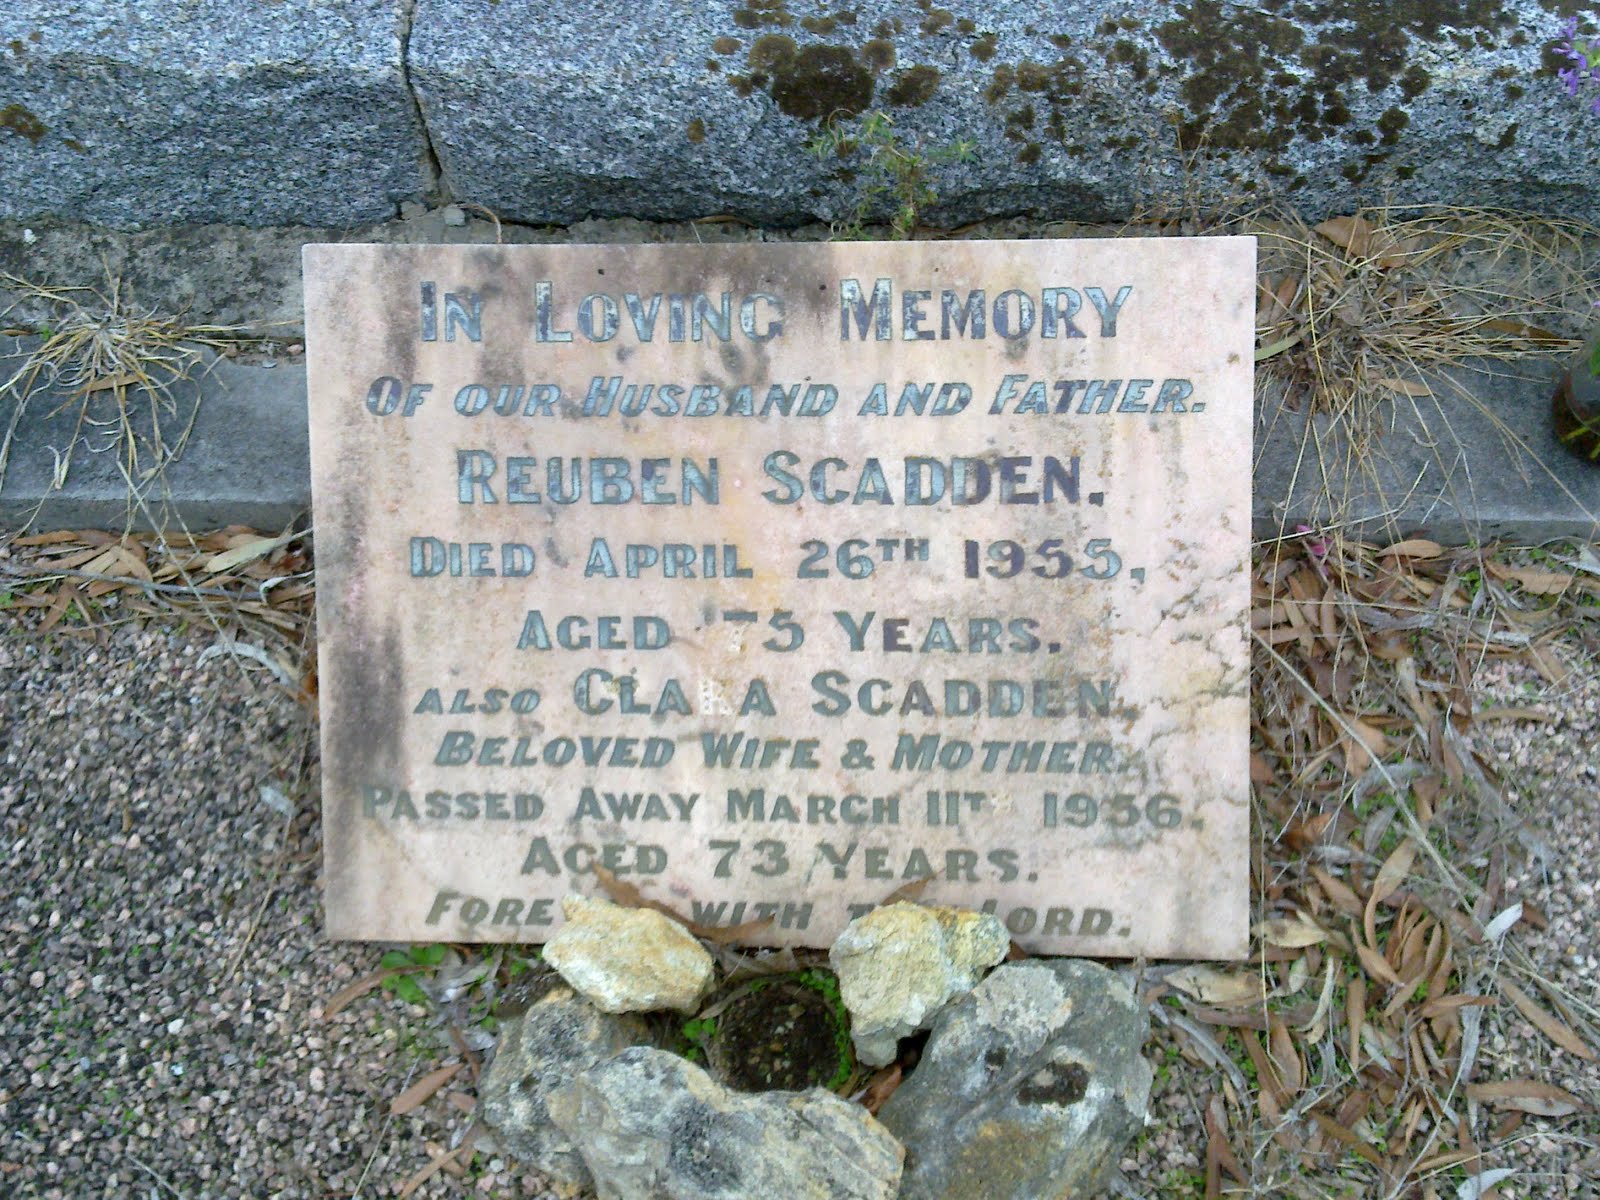 In Loving Memory
Of our Husband and Father.
Reuben Scadden.
Died April 26th 1955,
Aged 75 Years.
also Clara Scadden.
Beloved Wife & Mother.
Passed Away March 11th 1956.
Aged 73 Years.
with Lord.